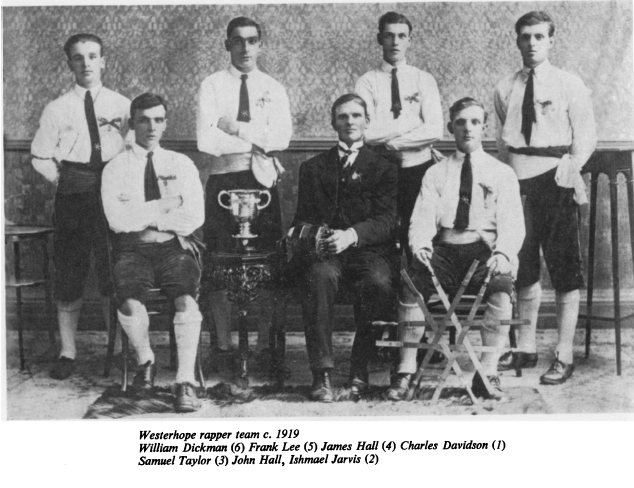 Westerhope rapper team c. 1919
William Dickman (6) Frank Lee (5) James Hall (4) Charles Davidson (1)
Samuel Taylor (3) John Hall, Ishmael Jarvis (2)